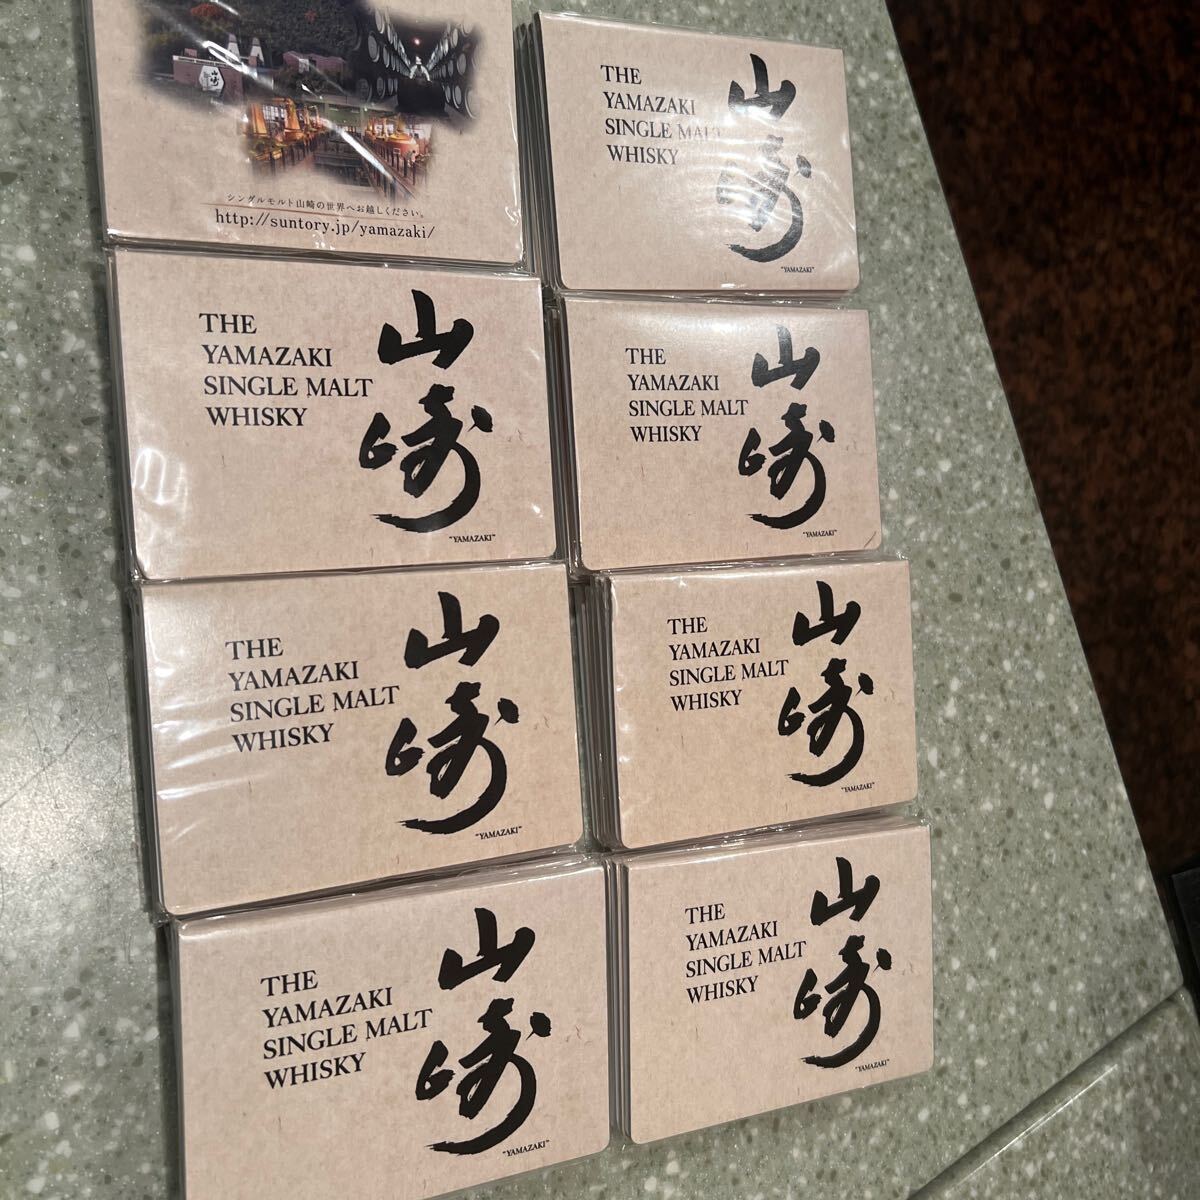 山崎
シングルモルト山崎の世界へお越しください。
http://suntory.jp/yamazaki/
THE
YAMAZAKI
SINGLE MALT
WHISKY
山崎
"YAMAZAKI"
THE
YAMAZAKI
SINGLE MALT
WHISKY
山崎
"YAMAZAKI"
THE
YAMAZAKI
SINGLE MALT
WHISKY
山崎
"YAMAZAKI"
THE
YAMAZAKI
SINGLE MALT
WHISKY
山崎
"YAMAZAKI"
THE
YAMAZAKI
SINGLE MALT
WHISKY
山崎
"YAMAZAKI"
THE
YAMAZAKI
SINGLE MALT
WHISKY
山崎
"YAMAZAKI"
THE
YAMAZAKI
SINGLE MALT
WHISKY
山崎
"YAMAZAKI"